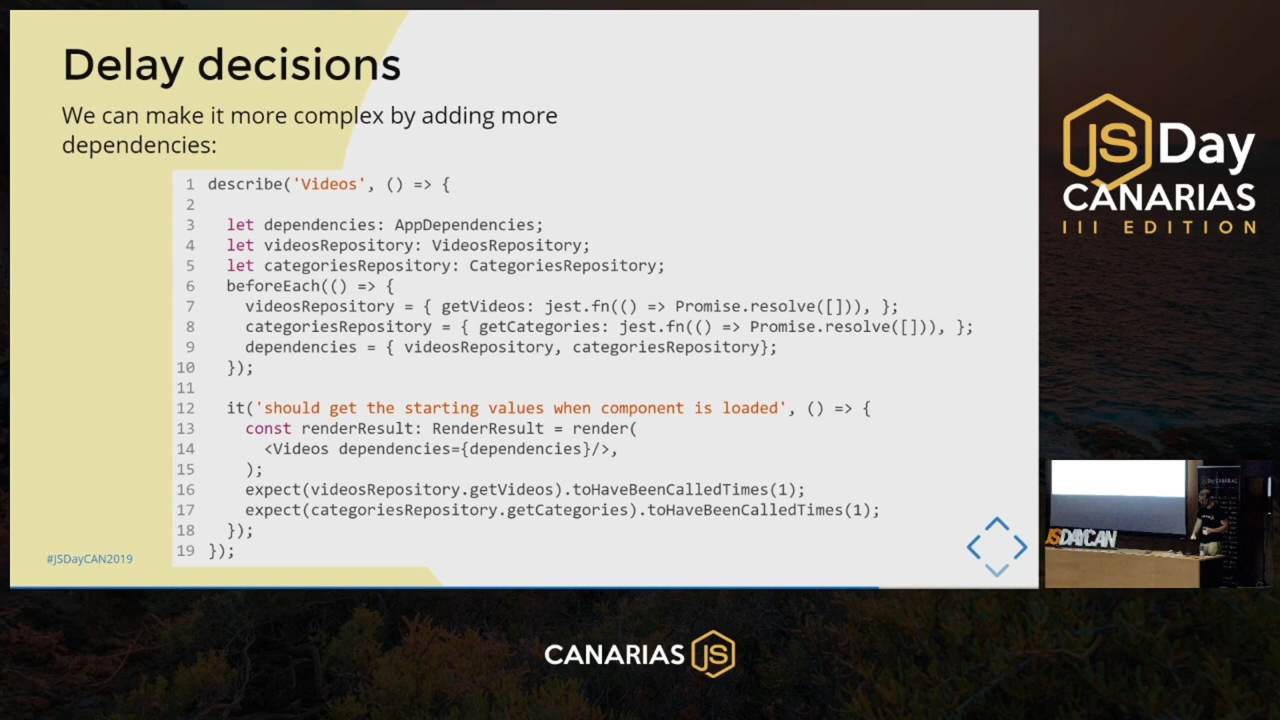 Delay decisions
We can make it more complex by adding more
dependencies:
1 describe('Videos', () => {
2
3   let dependencies: AppDependencies;
4   let videosRepository: VideosRepository;
5   let categoriesRepository: CategoriesRepository;
6   beforeEach(() => {
7     videosRepository = { getVideos: jest.fn(() => Promise.resolve([])), };
8     categoriesRepository = { getCategories: jest.fn(() => Promise.resolve([])), };
9     dependencies = { videosRepository, categoriesRepository};
10   });
11
12   it('should get the starting values when component is loaded', () => {
13     const renderResult: RenderResult = render(
14       <Videos dependencies={dependencies}/>,
15     );
16     expect(videosRepository.getVideos).toHaveBeenCalledTimes(1);
17     expect(categoriesRepository.getCategories).toHaveBeenCalledTimes(1);
18   });
19 });
#JSDayCAN2019
JS Day
CANARIAS
III EDITION
JSDAYCAN
CANARIAS JS